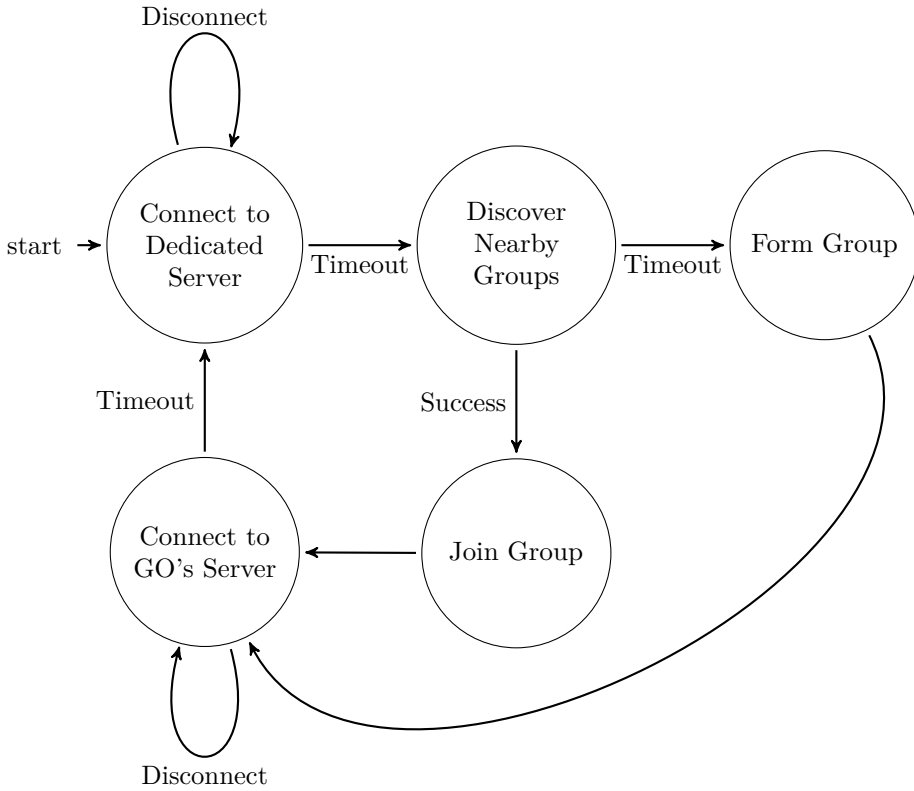 Disconnect
start
Connect to
Dedicated
Server
Timeout
Discover
Nearby
Groups
Timeout
Form Group
Timeout
Success
Connect to
GO's Server
Join Group
Disconnect